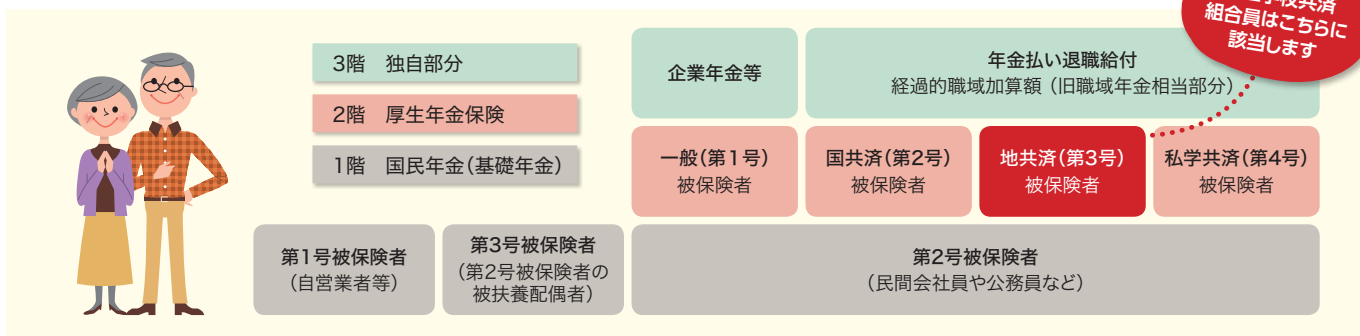 校共済
組合員はこちらに
該当します
3階 独自部分
2階 厚生年金保険
1階 国民年金(基礎年金)
企業年金等
年金払い退職給付
経過的職域加算額(旧職域年金相当部分)
一般(第1号)
被保険者
国共済(第2号)
被保険者
地共済(第3号)
被保険者
私学共済(第4号)
被保険者
第1号被保険者
(自営業者等)
第3号被保険者
(第2号被保険者の
被扶養配偶者)
第2号被保険者
(民間会社員や公務員など)